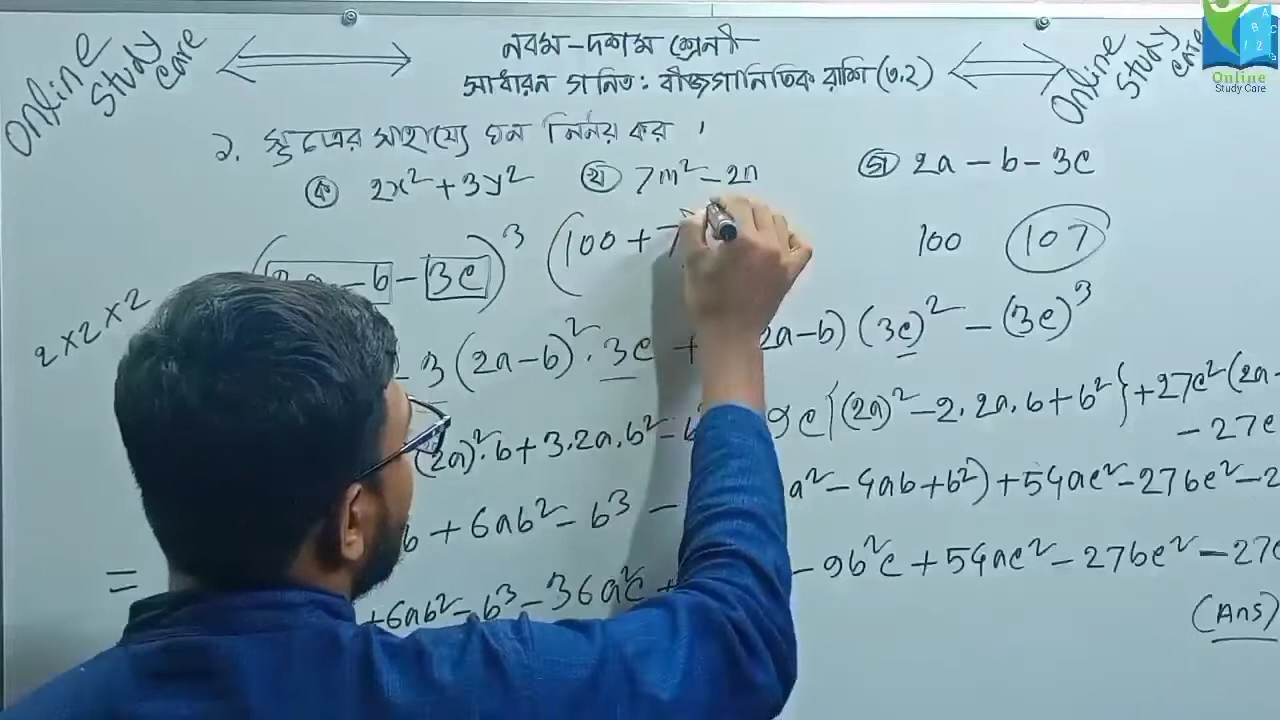 নবম-দশম শ্রেনী
সাধারন গনিত: বীজগানিতিক রাশি (৩.২)
Online Study Care
Online Study Care
Online
Study Care
১. সূত্রের সাহায্যে ঘন নির্নয় কর ।
ক 2x² + 3y² খ 7m² - 2n গ 2a - b - 3c
- b - 3c)³ (100 + 7 100 107
2×2×2
3(2a-b)²·3c + 2a-b)(3c)² - (3c)³
(2a)²·b + 3.2a.b² - 9c{(2a)² - 2.2a.b + b²} + 27c²(2a-
- 27c
b + 6ab² - b³ - a² - 4ab + b²) + 54ac² - 27bc² - 2
= +6ab² - b³ - 36a²c + - 9b²c + 54ac² - 27bc² - 27c
(Ans)